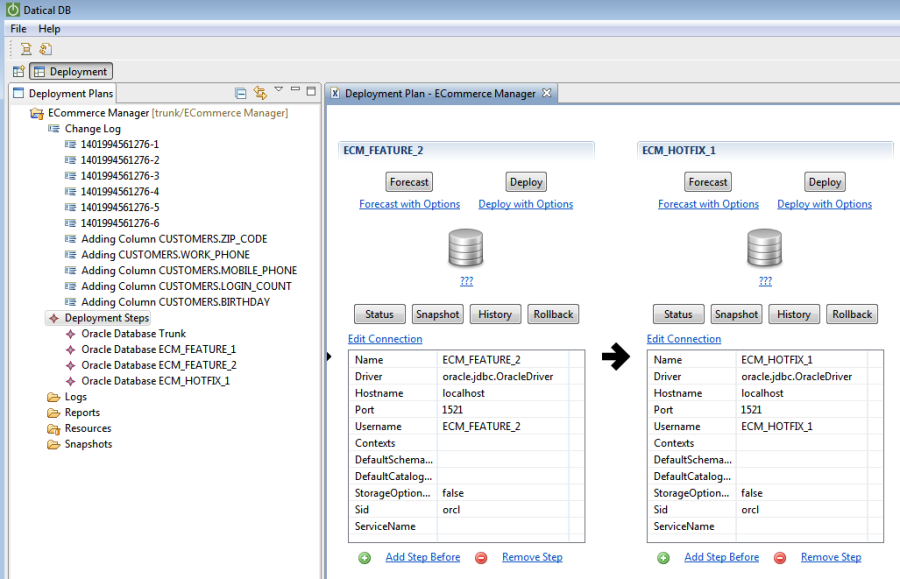 Datical DB
File Help
Deployment
Deployment Plans
ECommerce Manager [trunk/ECommerce Manager]
Change Log
1401994561276-1
1401994561276-2
1401994561276-3
1401994561276-4
1401994561276-5
1401994561276-6
Adding Column CUSTOMERS.ZIP_CODE
Adding CUSTOMERS.WORK_PHONE
Adding Column CUSTOMERS.MOBILE_PHONE
Adding Column CUSTOMERS.LOGIN_COUNT
Adding Column CUSTOMERS.BIRTHDAY
Deployment Steps
Oracle Database Trunk
Oracle Database ECM_FEATURE_1
Oracle Database ECM_FEATURE_2
Oracle Database ECM_HOTFIX_1
Logs
Reports
Resources
Snapshots
Deployment Plan - ECommerce Manager
ECM_FEATURE_2
Forecast Deploy
Forecast with Options Deploy with Options
???
Status Snapshot History Rollback
Edit Connection
Name ECM_FEATURE_2
Driver oracle.jdbc.OracleDriver
Hostname localhost
Port 1521
Username ECM_FEATURE_2
Contexts
DefaultSchema...
DefaultCatalog...
StorageOption... false
Sid orcl
ServiceName
Add Step Before Remove Step
ECM_HOTFIX_1
Forecast Deploy
Forecast with Options Deploy with Options
???
Status Snapshot History Rollback
Edit Connection
Name ECM_HOTFIX_1
Driver oracle.jdbc.OracleDriver
Hostname localhost
Port 1521
Username ECM_HOTFIX_1
Contexts
DefaultSchema...
DefaultCatalog...
StorageOption... false
Sid orcl
ServiceName
Add Step Before Remove Step